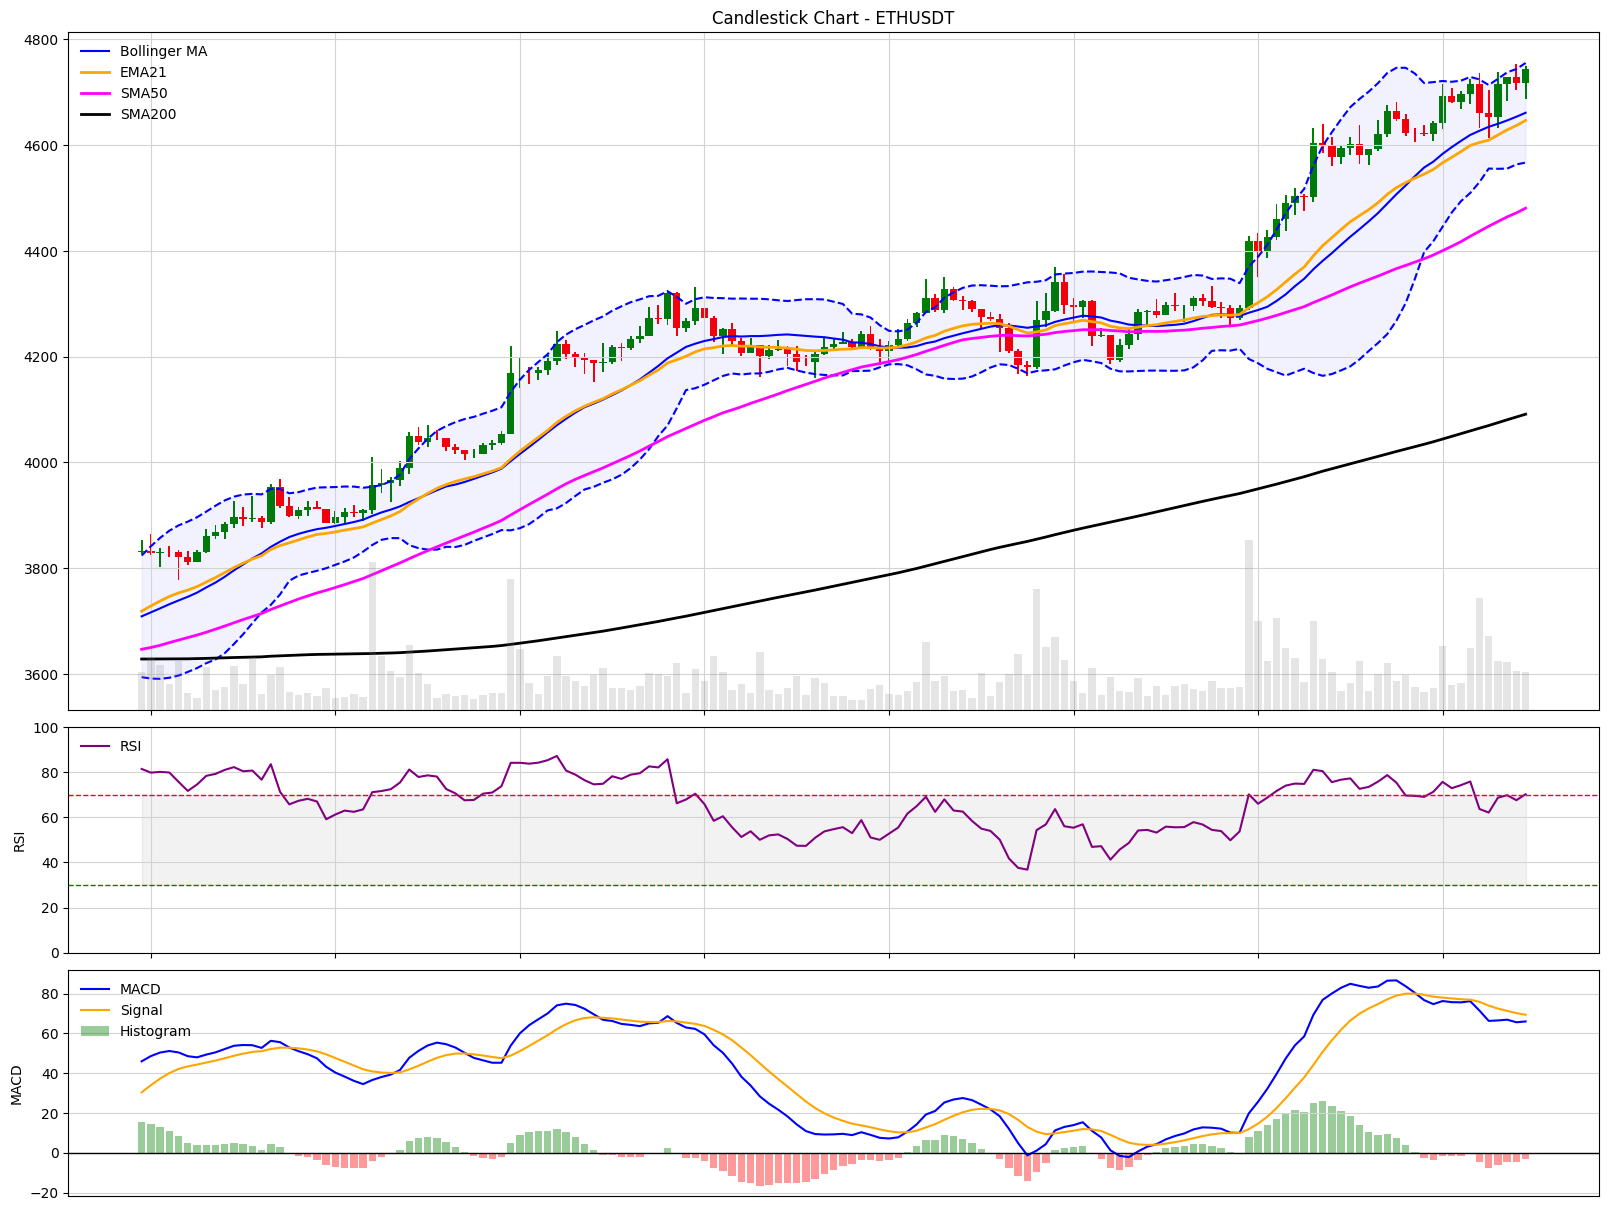 Candlestick Chart - ETHUSDT
Bollinger MA
EMA21
SMA50
SMA200
4800
4600
4400
4200
4000
3800
3600
RSI
100
80
60
40
20
0
RSI
MACD
Signal
Histogram
80
60
40
20
0
−20
MACD